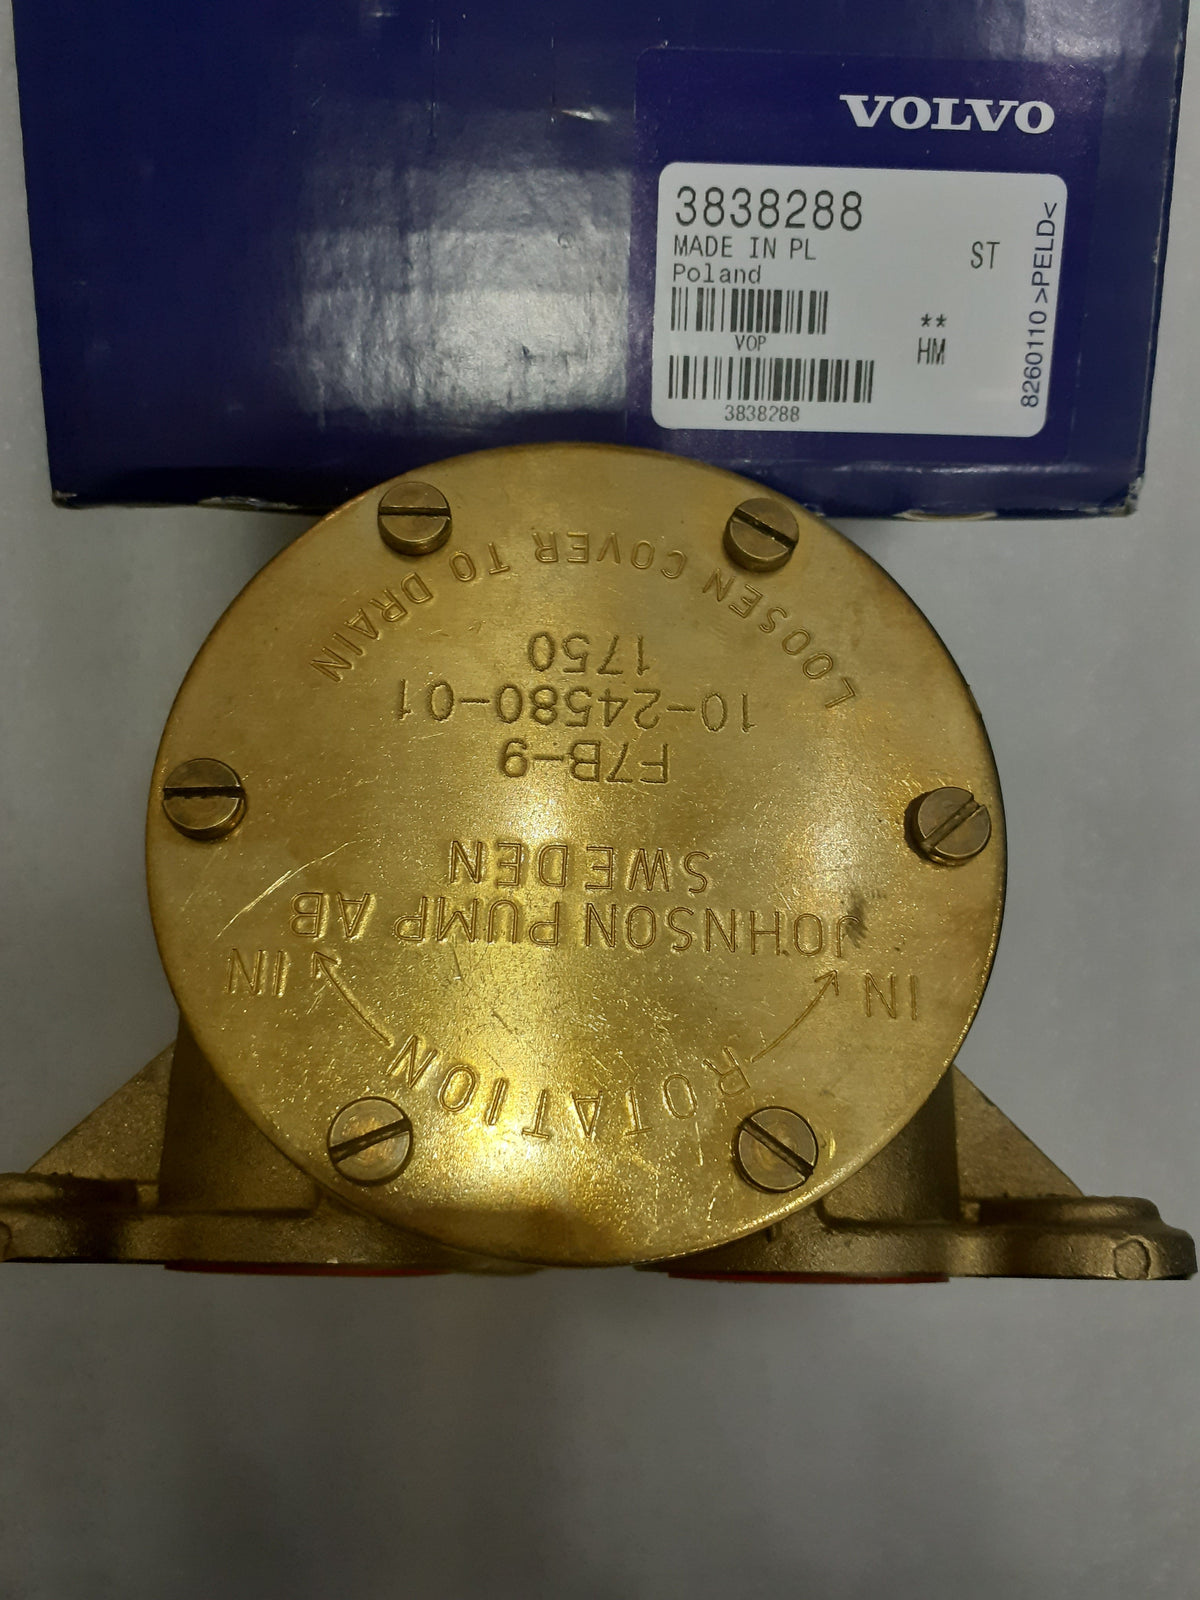 VOLVO
3838288
MADE IN PL
Poland
ST
VOP
**
HM
3838288
8260110 >PELD<
LOOSEN COVER TO DRAIN
1750
10-24580-01
F7B-9
SWEDEN
JOHNSON PUMP AB
IN
IN
ROTATION